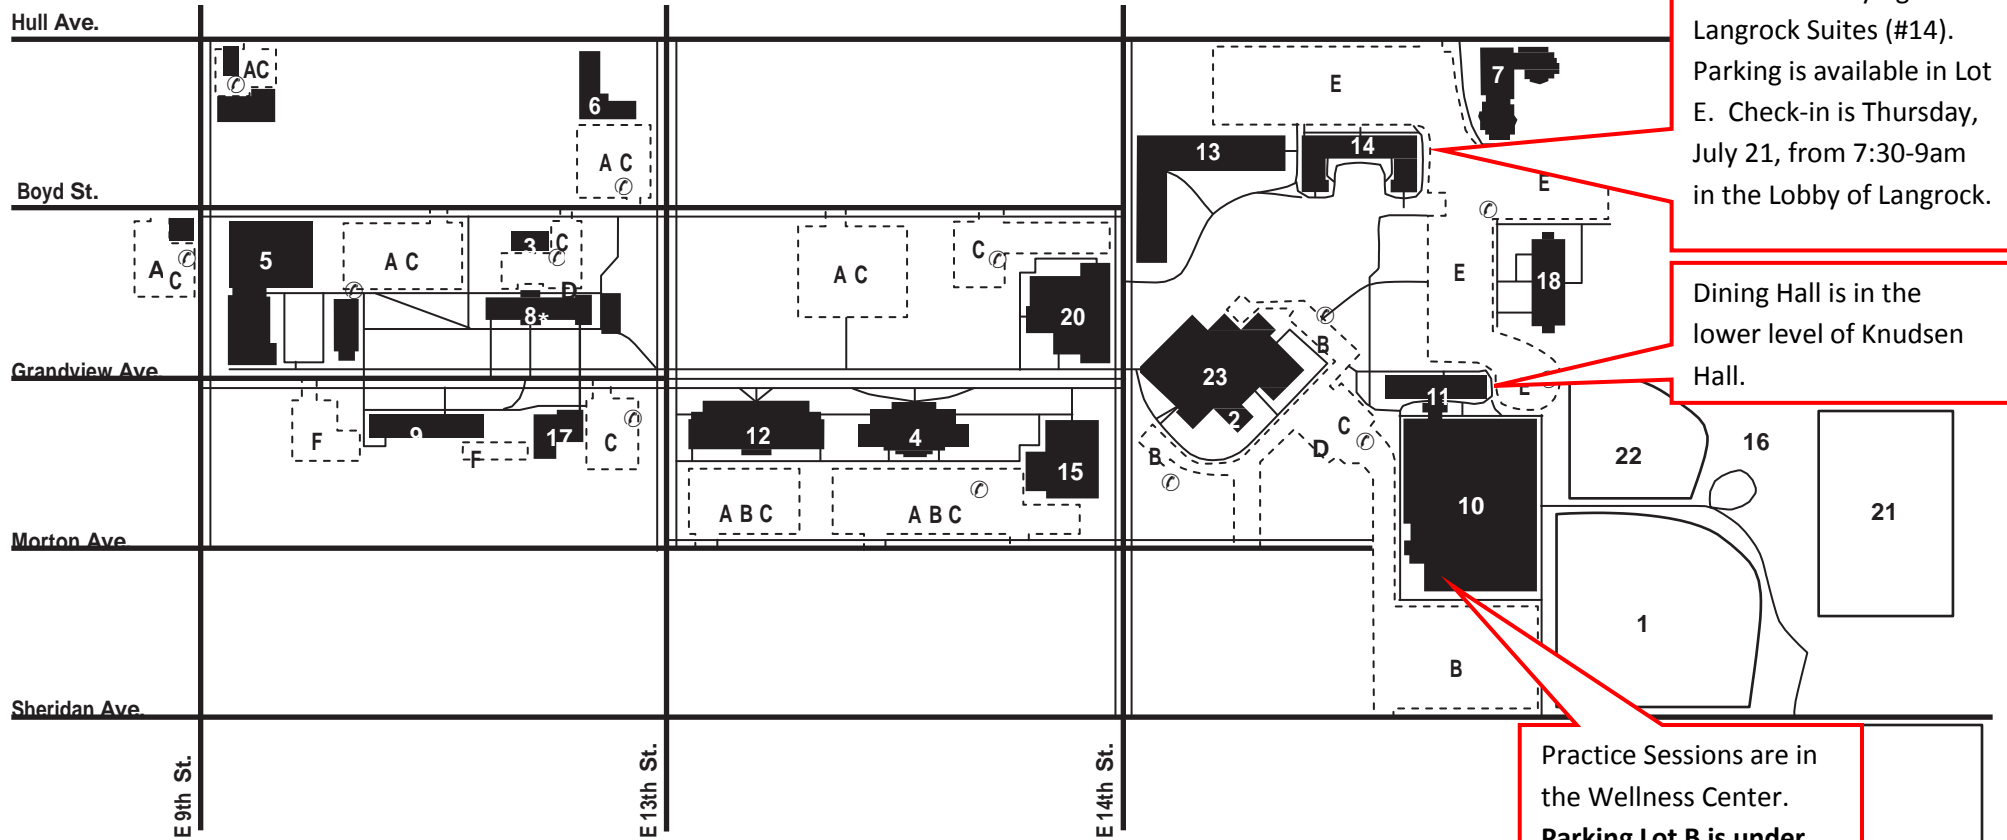 Hull Ave.
AC
6
A C
E
7
13
14
E
Langrock Suites (#14).
Parking is available in Lot
E. Check-in is Thursday,
July 21, from 7:30-9am
in the Lobby of Langrock.
Boyd St.
A
C
5
A C
3
C
D
8*
A C
C
20
E
18
Dining Hall is in the
lower level of Knudsen
Hall.
Grandview Ave.
F
9
F
17
C
12
4
15
A B C
A B C
23
2
B
B
C
D
11
E
10
22
16
21
1
B
Morton Ave.
Sheridan Ave.
E 9th St.
E 13th St.
E 14th St.
Practice Sessions are in
the Wellness Center.
Parking Lot B is under